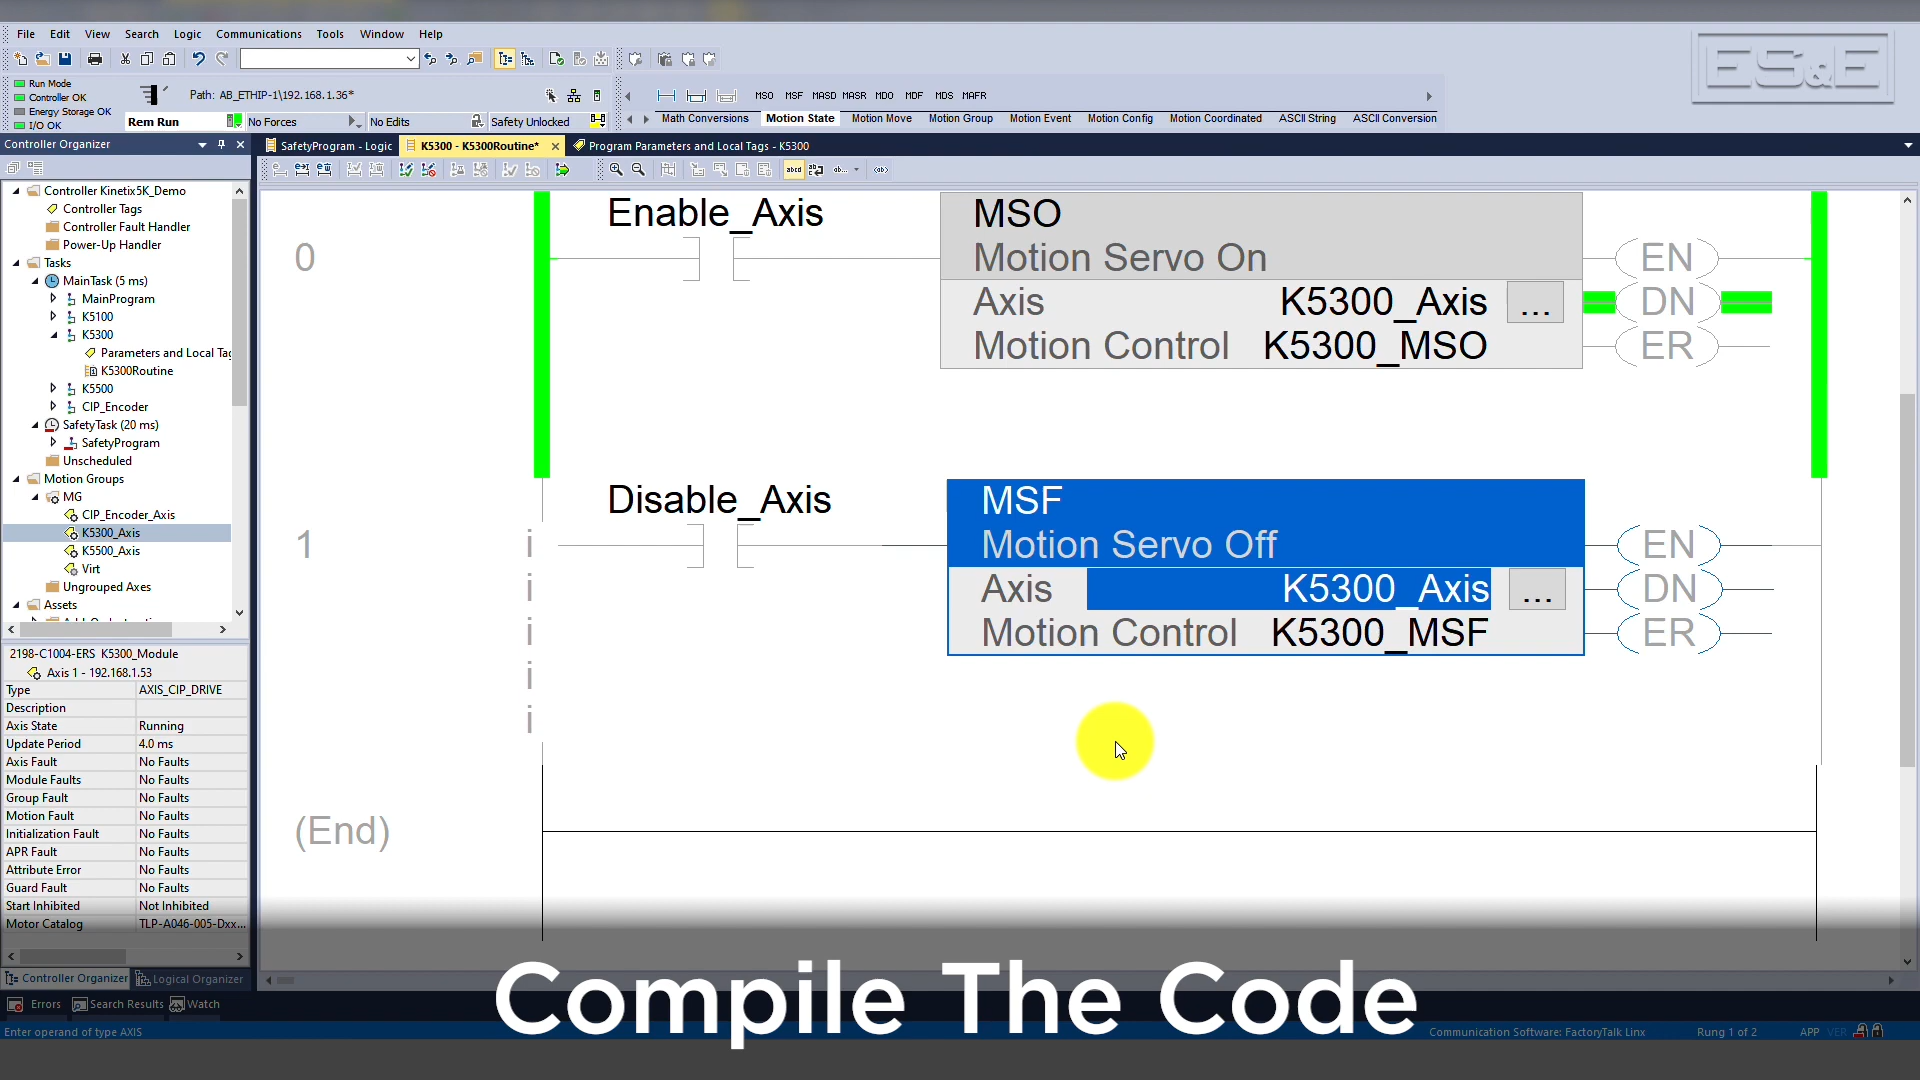 File Edit View Search Logic Communications Tools Window Help
ES&E
Run Mode
Controller OK
Energy Storage OK
I/O OK
Path: AB_ETHIP-1\192.168.1.36*
Rem Run
No Forces
No Edits
Safety Unlocked
MSO MSF MASD MASR MDO MDF MDS MAFR
Math Conversions Motion State Motion Move Motion Group Motion Event Motion Config Motion Coordinated ASCII String ASCII Conversion
Controller Organizer
SafetyProgram - Logic
K5300 - K5300Routine*
Program Parameters and Local Tags - K5300
Controller Kinetix5K_Demo
Controller Tags
Controller Fault Handler
Power-Up Handler
Tasks
MainTask (5 ms)
MainProgram
K5100
K5300
Parameters and Local Tag
K5300Routine
K5500
CIP_Encoder
SafetyTask (20 ms)
SafetyProgram
Unscheduled
Motion Groups
MG
CIP_Encoder_Axis
K5300_Axis
K5500_Axis
Virt
Ungrouped Axes
Assets
2198-C1004-ERS K5300_Module
Axis 1 - 192.168.1.53
Type AXIS_CIP_DRIVE
Description
Axis State Running
Update Period 4.0 ms
Axis Fault No Faults
Module Faults No Faults
Group Fault No Faults
Motion Fault No Faults
Initialization Fault No Faults
APR Fault No Faults
Attribute Error No Faults
Guard Fault No Faults
Start Inhibited Not Inhibited
Motor Catalog TLP-A046-005-Dxx...
Controller Organizer
Logical Organizer
0
Enable_Axis
MSO
Motion Servo On
Axis K5300_Axis ...
Motion Control K5300_MSO
EN
DN
ER
1
Disable_Axis
MSF
Motion Servo Off
Axis K5300_Axis ...
Motion Control K5300_MSF
EN
DN
ER
i
i
i
i
i
(End)
Compile The Code
Errors Search Results Watch
Enter operand of type AXIS
Communication Software: FactoryTalk Linx
Rung 1 of 2
APP VER